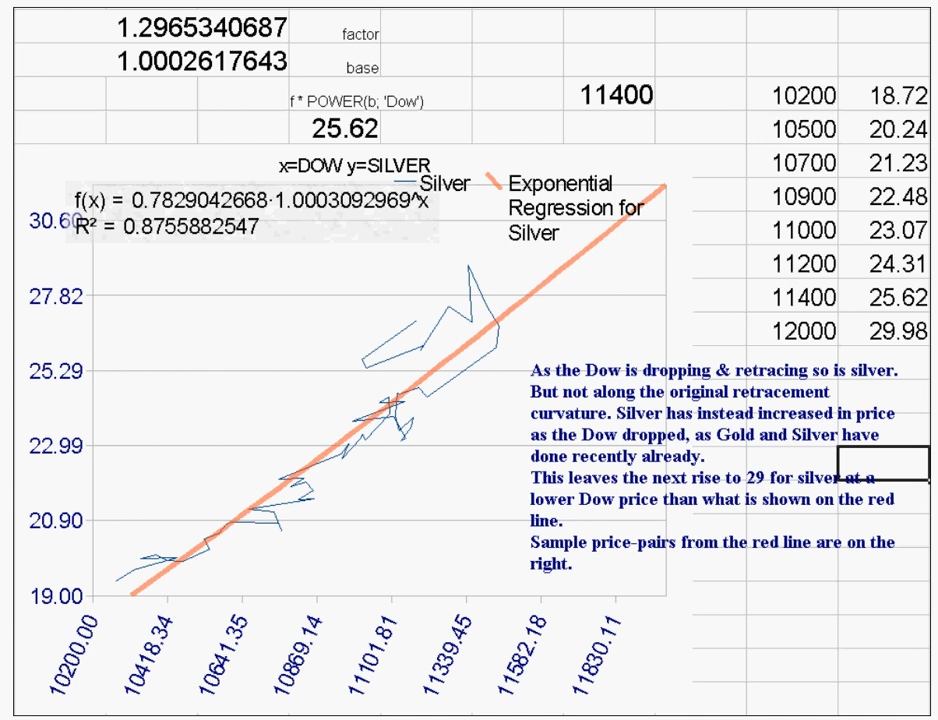 1.2965340687 factor
1.0002617643 base
f * POWER(b; 'Dow') 11400 10200 18.72
25.62 10500 20.24
10700 21.23
10900 22.48
11000 23.07
11200 24.31
11400 25.62
12000 29.98
x=DOW y=SILVER
Silver
Exponential
Regression for
Silver
f(x) = 0.7829042668·1.0003092969^x
R² = 0.8755882547
30.60
27.82
25.29
22.99
20.90
19.00
10200.00
10418.34
10641.35
10869.14
11101.81
11339.45
11582.18
11830.11
As the Dow is dropping & retracing so is silver.
But not along the original retracement
curvature. Silver has instead increased in price
as the Dow dropped, as Gold and Silver have
done recently already.
This leaves the next rise to 29 for silver at a
lower Dow price than what is shown on the red
line.
Sample price-pairs from the red line are on the
right.